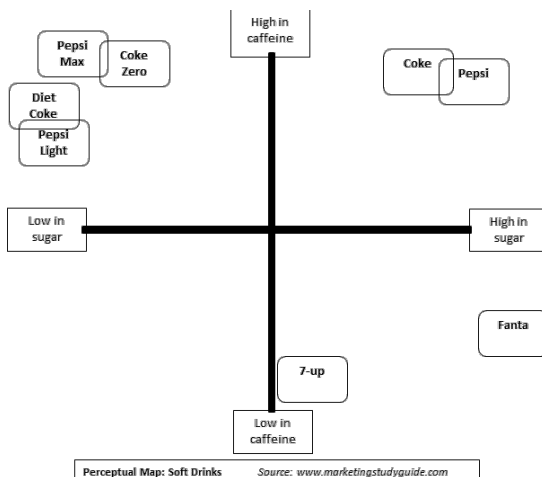 High in
caffeine
Pepsi
Max
Coke
Zero
Coke
Pepsi
Diet
Coke
Pepsi
Light
Low in
sugar
High in
sugar
Fanta
7-up
Low in
caffeine
Perceptual Map: Soft Drinks Source: www.marketingstudyguide.com